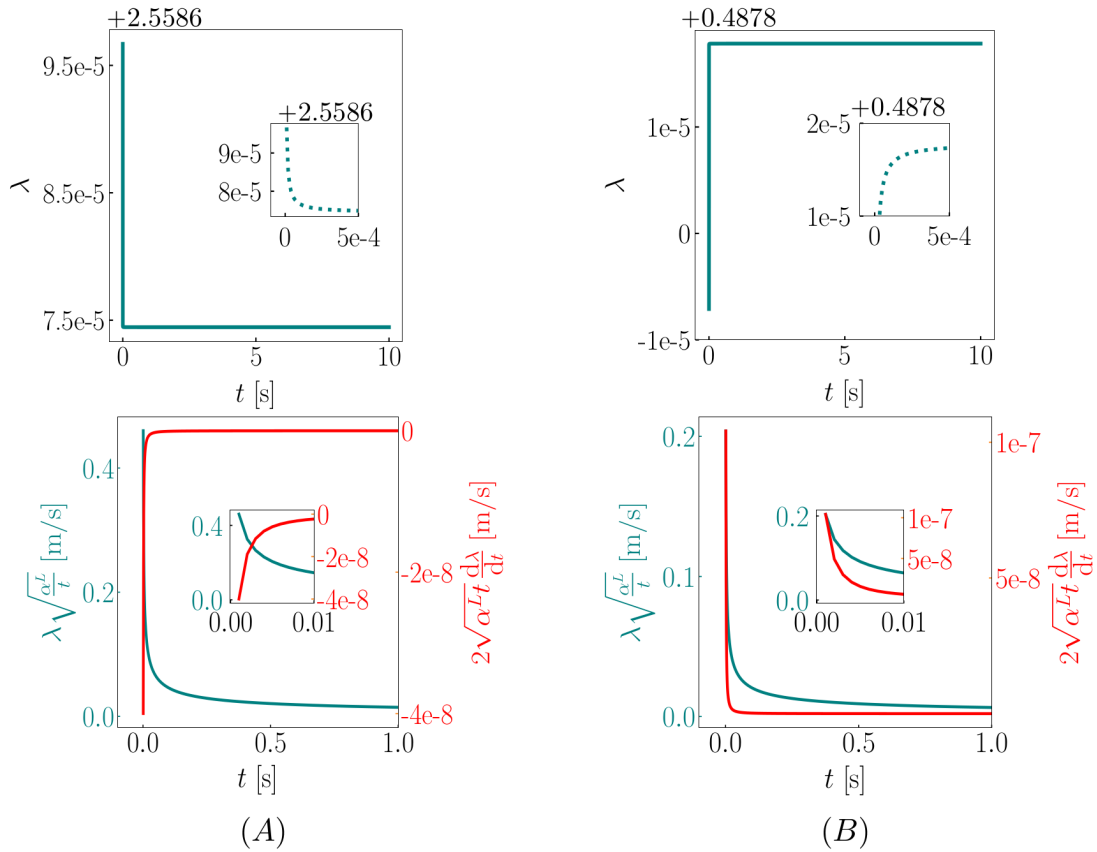 +2.5586
9.5e-5
8.5e-5
7.5e-5
λ
0
5
10
t [s]
+2.5586
9e-5
8e-5
0
5e-4
+0.4878
1e-5
0
-1e-5
λ
0
5
10
t [s]
+0.4878
2e-5
1e-5
0
5e-4
0.4
0.2
0.0
λ√(α^L/t) [m/s]
0
-2e-8
-4e-8
2√(α^L t) dλ/dt [m/s]
0.0
0.5
1.0
t [s]
0.4
0.0
0
-2e-8
-4e-8
0.00
0.01
(A)
0.2
0.1
0.0
λ√(α^L/t) [m/s]
1e-7
5e-8
2√(α^L t) dλ/dt [m/s]
0.0
0.5
1.0
t [s]
0.2
0.0
1e-7
5e-8
0.00
0.01
(B)